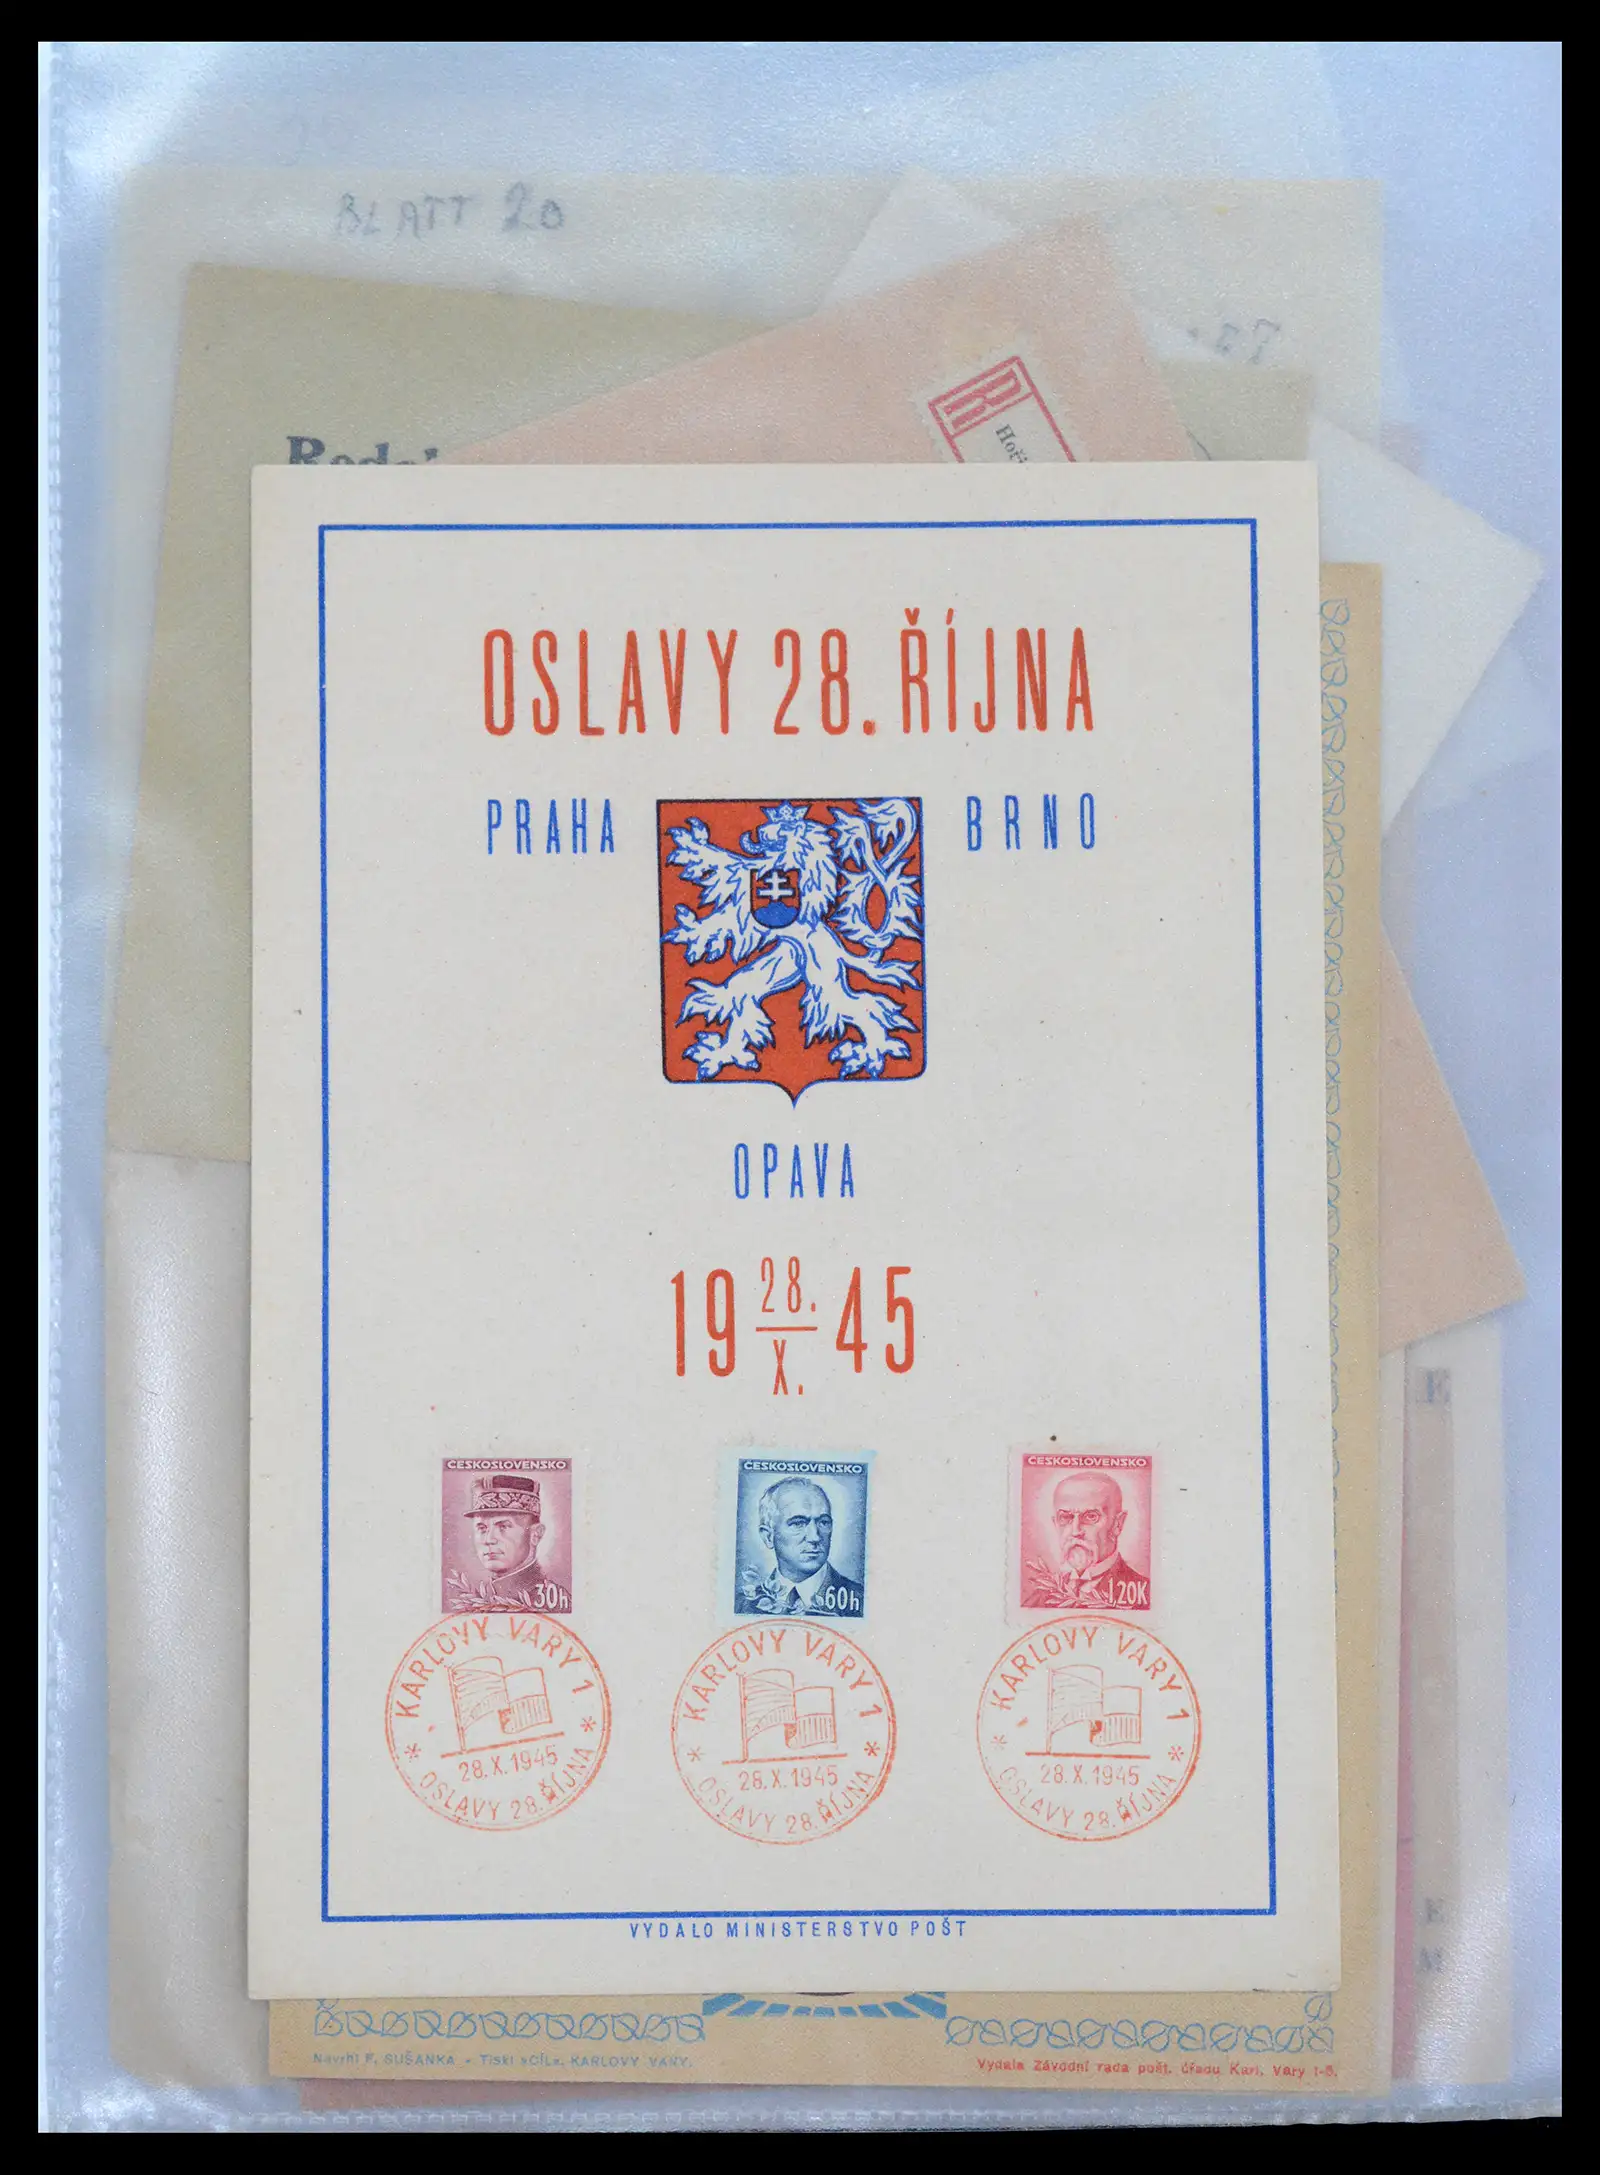 BLATT 20
R
Hoř
OSLAVY 28. ŘÍJNA
PRAHA
BRNO
OPAVA
19 28. X. 45
ČESKOSLOVENSKO
30h
ČESKOSLOVENSKO
60h
ČESKOSLOVENSKO
1,20K
KARLOVY VARY 1
28.X.1945
* OSLAVY 28. ŘÍJNA *
KARLOVY VARY 1
28.X.1945
* OSLAVY 28. ŘÍJNA *
KARLOVY VARY 1
28.X.1945
* OSLAVY 28. ŘÍJNA *
VYDALO MINISTERSTVO POŠT
Navrhl F. SUŠANKA - Tiskl KARLOVY VARY.
Vydala Závodní rada pošt. úřadu Karl. Vary 1-5.